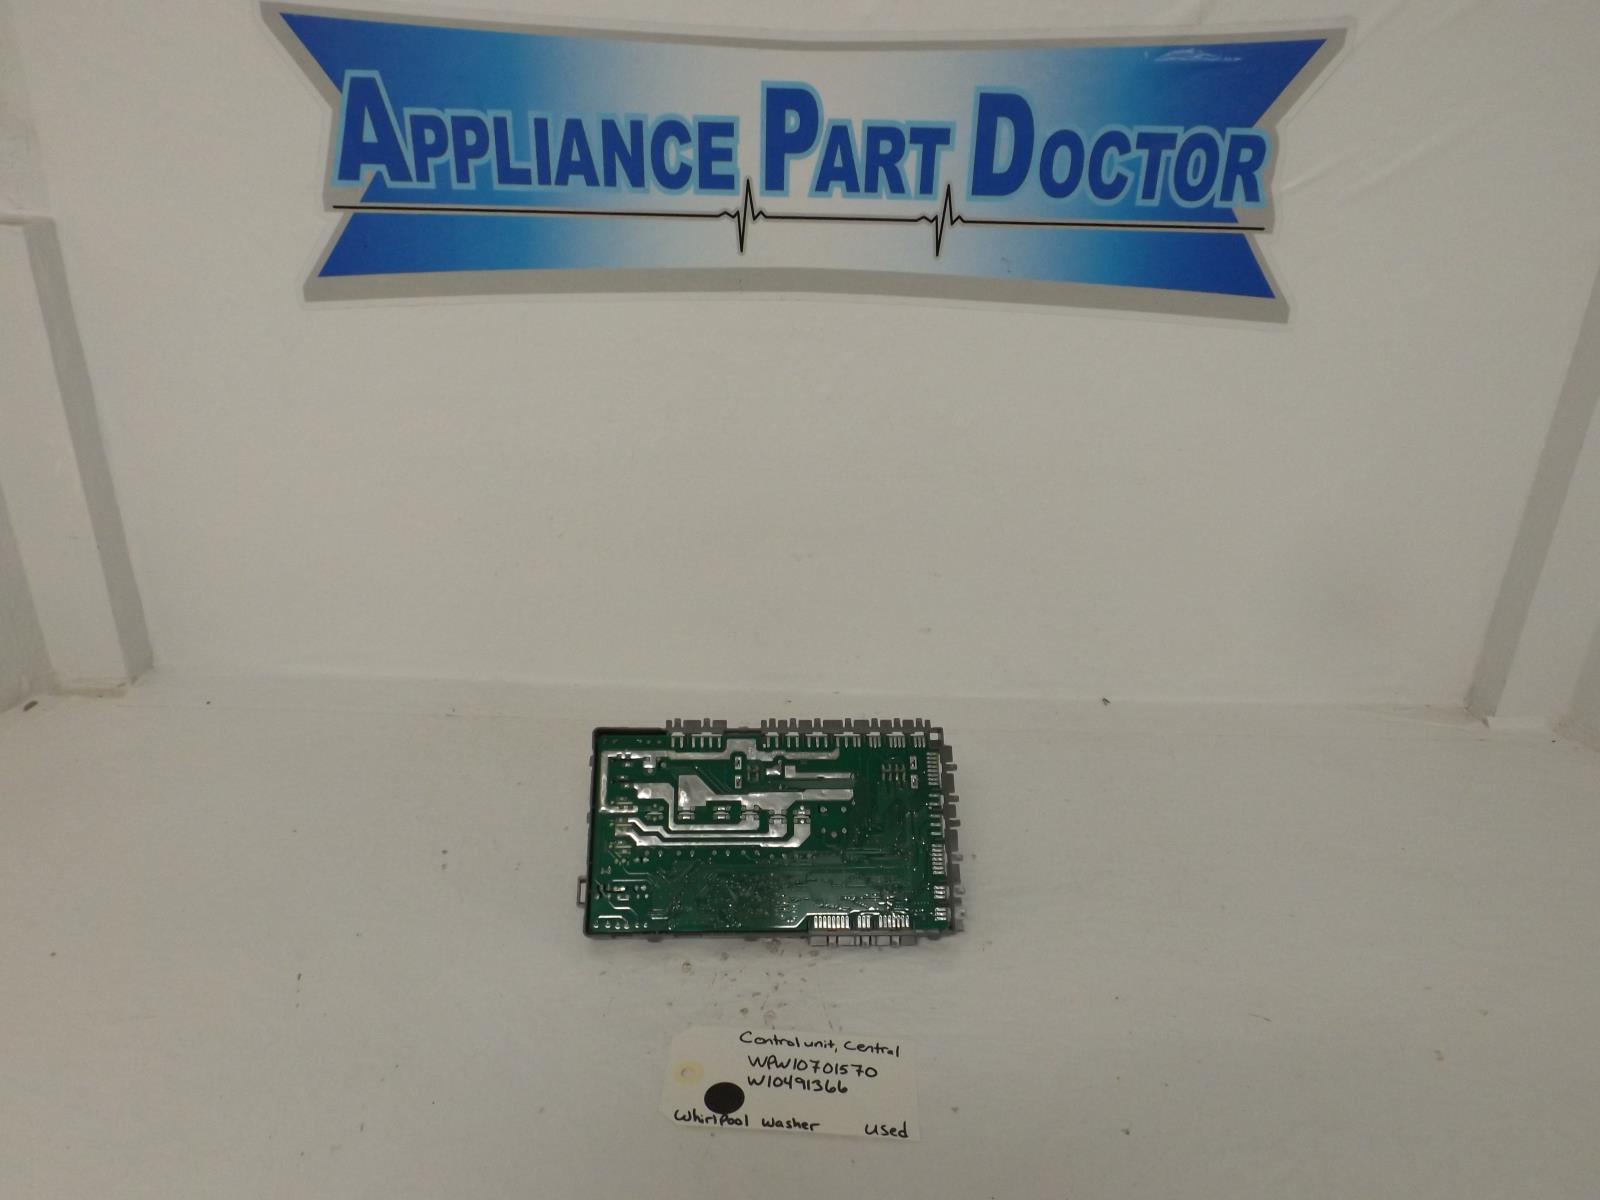 APPLIANCE PART DOCTOR
Control unit, Central
WPW10701570
W10491366
Whirlpool Washer Used